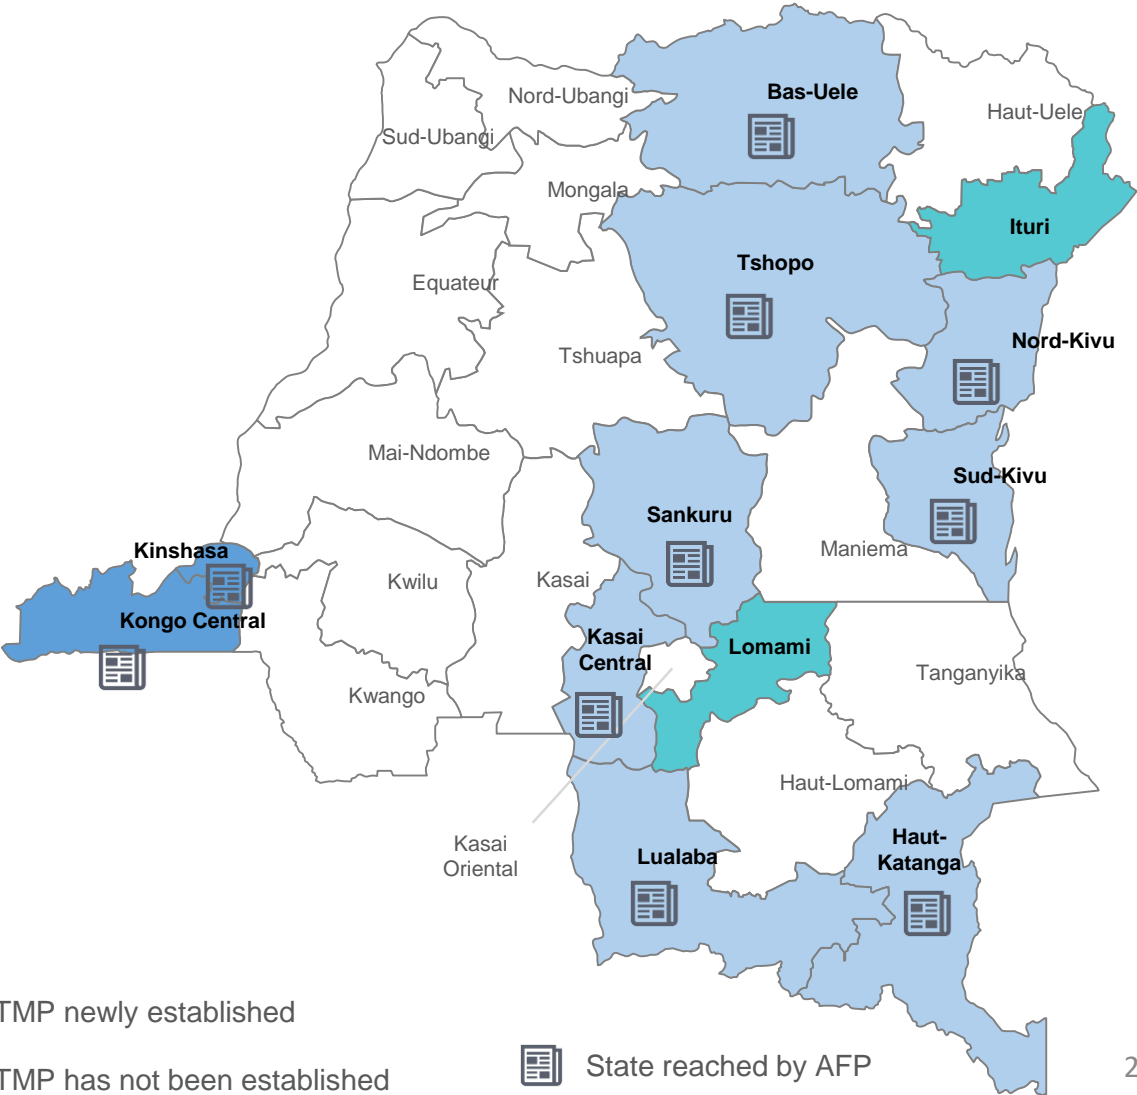 Bas-Uele
Nord-Ubangi
Haut-Uele
Sud-Ubangi
Mongala
Ituri
Tshopo
Equateur
Nord-Kivu
Tshuapa
Mai-Ndombe
Sud-Kivu
Sankuru
Kinshasa
Maniema
Kwilu
Kasai
Kongo Central
Kasai
Central
Lomami
Tanganyika
Kwango
Haut-Lomami
Kasai
Oriental
Lualaba
Haut-
Katanga
TMP newly established
State reached by AFP
2
TMP has not been established